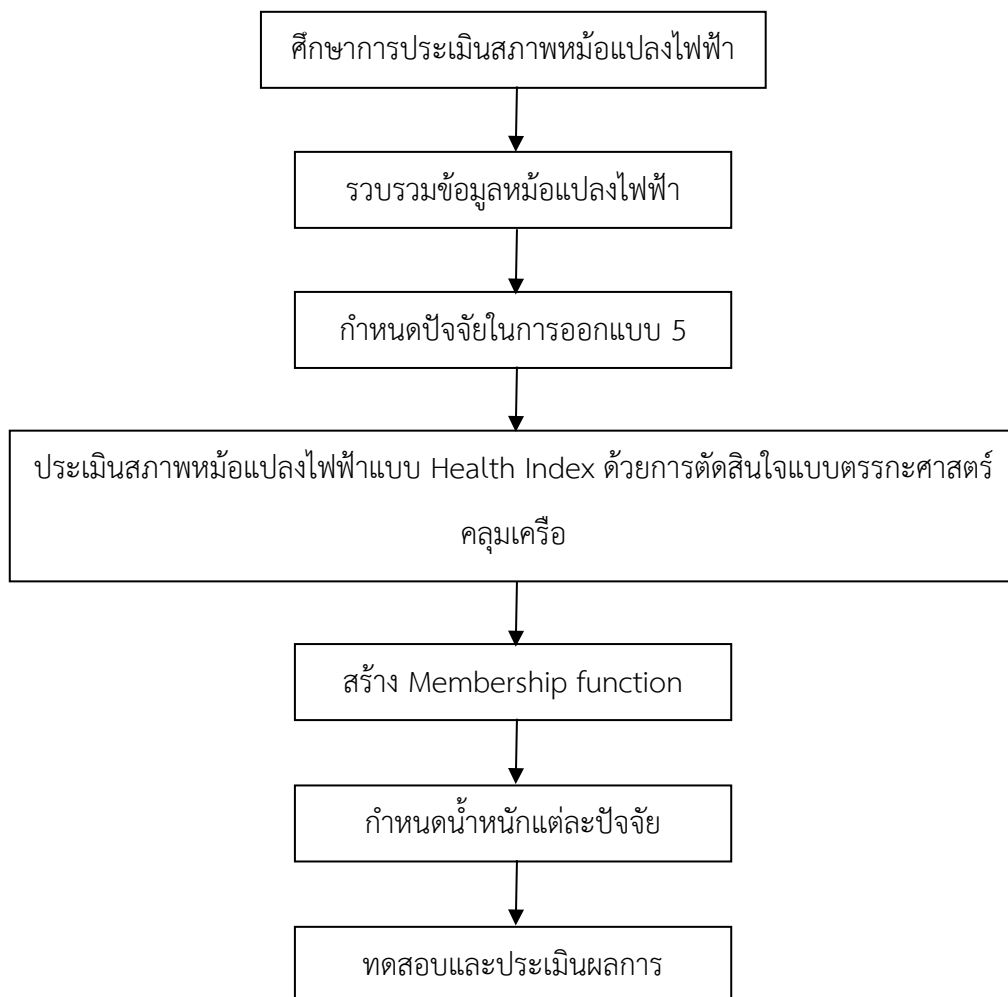 ศึกษาการประเมินสภาพหม้อแปลงไฟฟ้า
รวบรวมข้อมูลหม้อแปลงไฟฟ้า
กำหนดปัจจัยในการออกแบบ 5
ประเมินสภาพหม้อแปลงไฟฟ้าแบบ Health Index ด้วยการตัดสินใจแบบตรรกะศาสตร์
คลุมเครือ
สร้าง Membership function
กำหนดน้ำหนักแต่ละปัจจัย
ทดสอบและประเมินผลการ